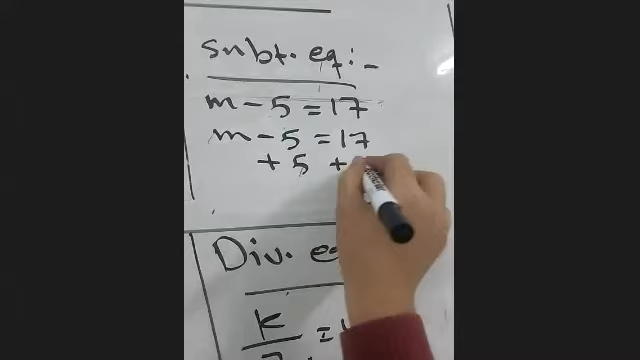 Subt. eq:-
m - 5 = 17
m - 5 = 17
+ 5 +
Div. e
K
=